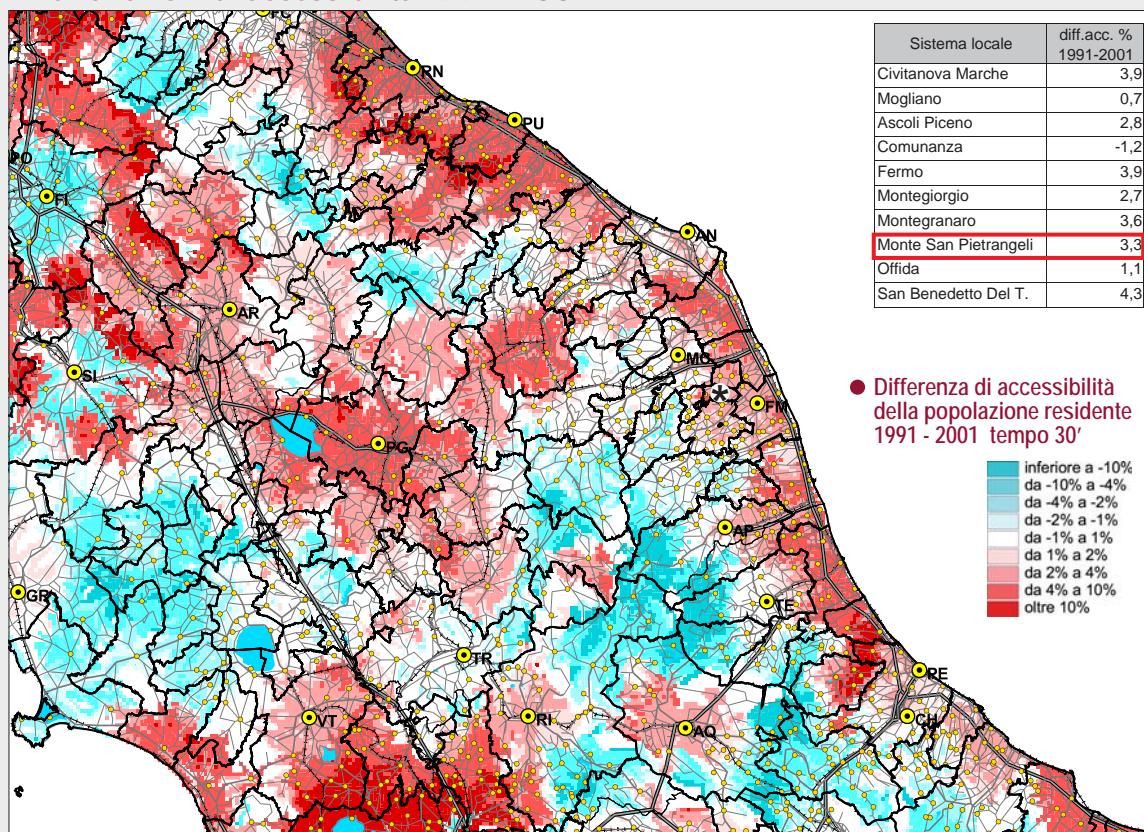 Sistema locale diff.acc. % 1991-2001
Civitanova Marche 3,9
Mogliano 0,7
Ascoli Piceno 2,8
Comunanza -1,2
Fermo 3,9
Montegiorgio 2,7
Montegranaro 3,6
Monte San Pietrangeli 3,3
Offida 1,1
San Benedetto Del T. 4,3
● Differenza di accessibilità
della popolazione residente
1991 - 2001 tempo 30'
inferiore a -10%
da -10% a -4%
da -4% a -2%
da -2% a -1%
da -1% a 1%
da 1% a 2%
da 2% a 4%
da 4% a 10%
oltre 10%
RN
PU
FI
AN
AR
MC
SI
*
FM
PG
AP
GR
TE
TR
PE
VT
RI
CH
AQ